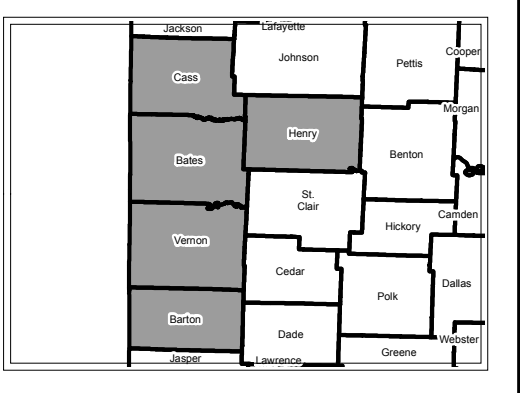 Jackson
Lafayette
Johnson
Pettis
Cooper
Cass
Morgan
Henry
Bates
Benton
St.
Clair
Camden
Hickory
Vernon
Cedar
Dallas
Polk
Barton
Dade
Webster
Greene
Jasper
Lawrence